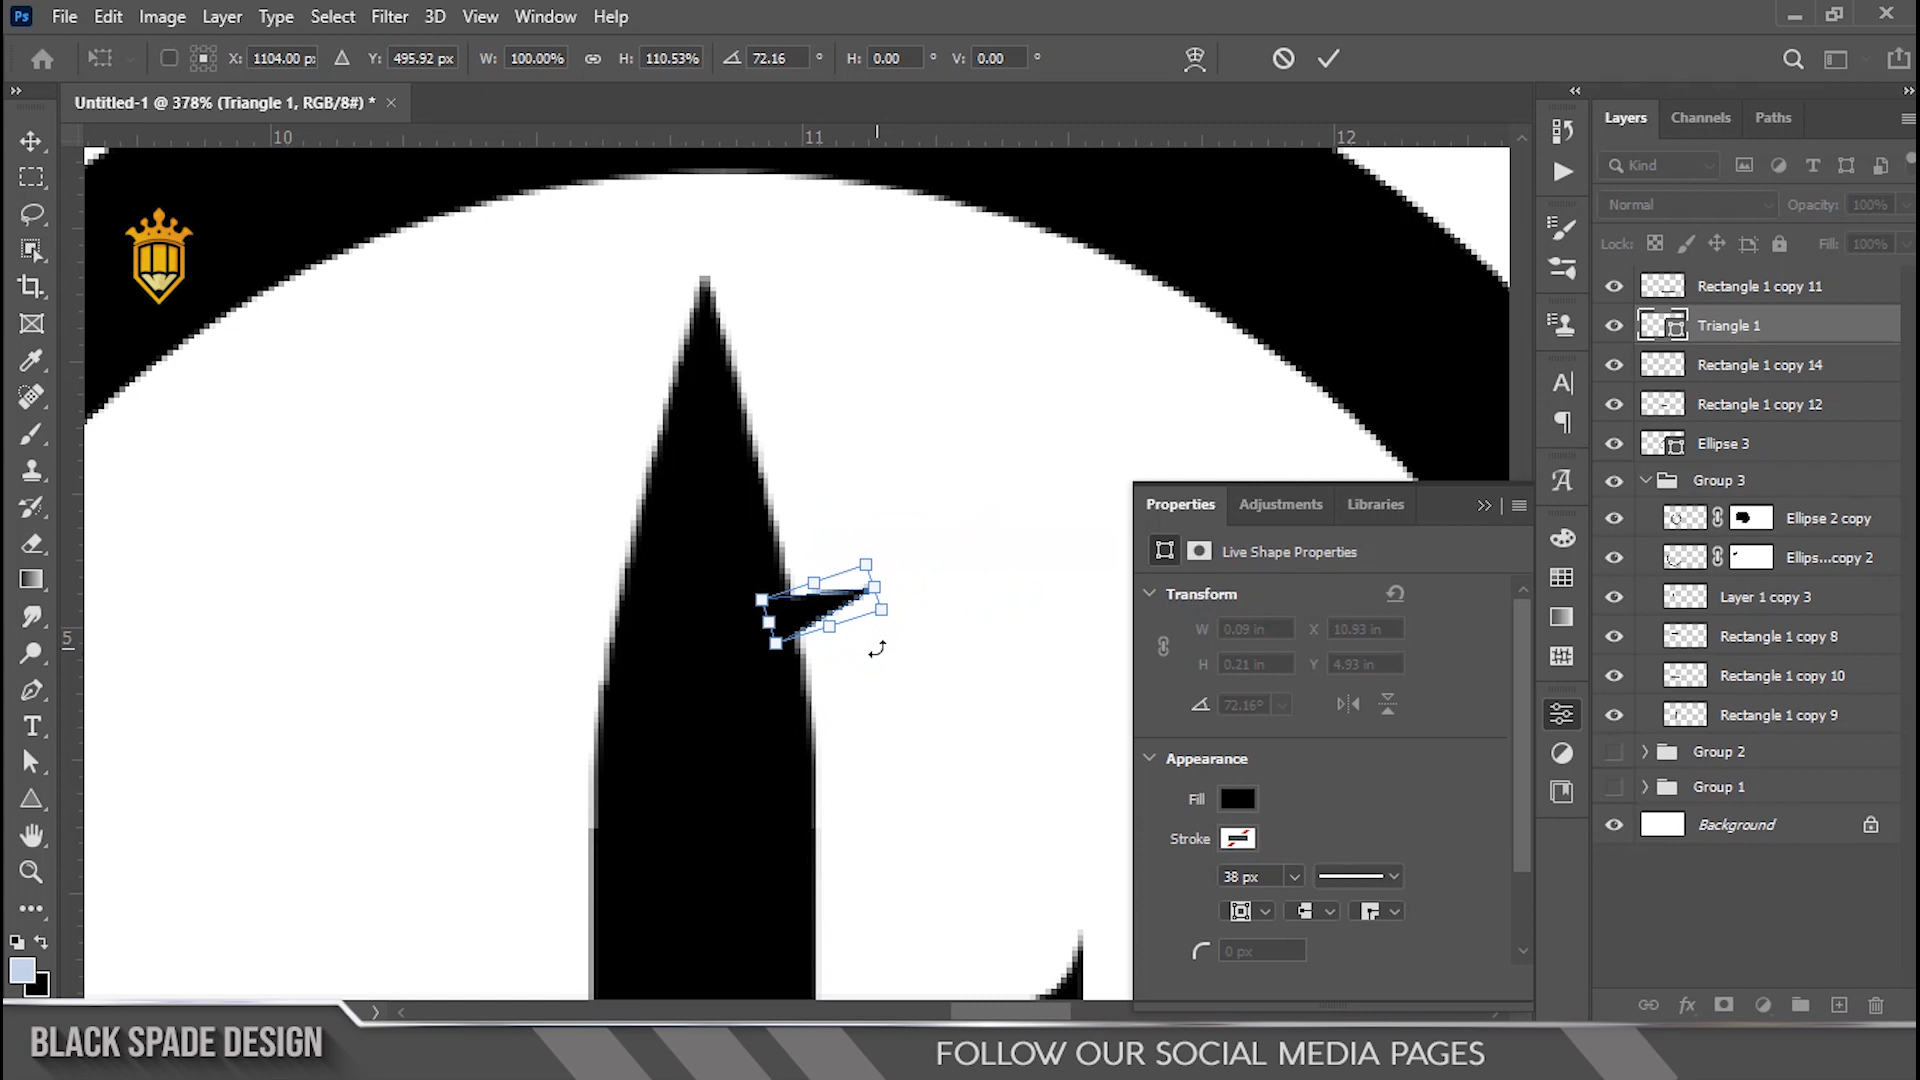 Ps File Edit Image Layer Type Select Filter 3D View Window Help
X: 1104.00 p: Y: 495.92 px W: 100.00% H: 110.53% 72.16 ° H: 0.00 ° V: 0.00 °
Untitled-1 @ 378% (Triangle 1, RGB/8#) * ×
10 11 12
5
Layers Channels Paths
Kind
Normal Opacity: 100%
Lock: Fill: 100%
Rectangle 1 copy 11
Triangle 1
Rectangle 1 copy 14
Rectangle 1 copy 12
Ellipse 3
Group 3
Ellipse 2 copy
Ellips...copy 2
Layer 1 copy 3
Rectangle 1 copy 8
Rectangle 1 copy 10
Rectangle 1 copy 9
Group 2
Group 1
Background
Properties Adjustments Libraries
Live Shape Properties
Transform
W 0.09 in X 10.93 in
H 0.21 in Y 4.93 in
72.16°
Appearance
Fill
Stroke
38 px
0 px
BLACK SPADE DESIGN
FOLLOW OUR SOCIAL MEDIA PAGES